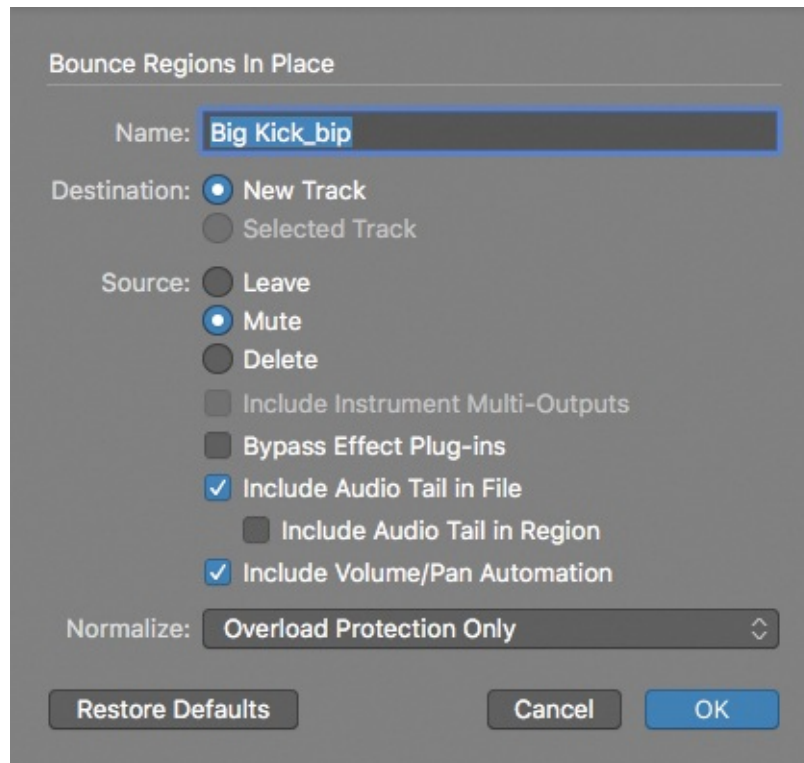 Bounce Regions In Place
Name: Big Kick_bip
Destination: New Track
Selected Track
Source: Leave
Mute
Delete
Include Instrument Multi-Outputs
Bypass Effect Plug-ins
Include Audio Tail in File
Include Audio Tail in Region
Include Volume/Pan Automation
Normalize: Overload Protection Only
Restore Defaults Cancel OK